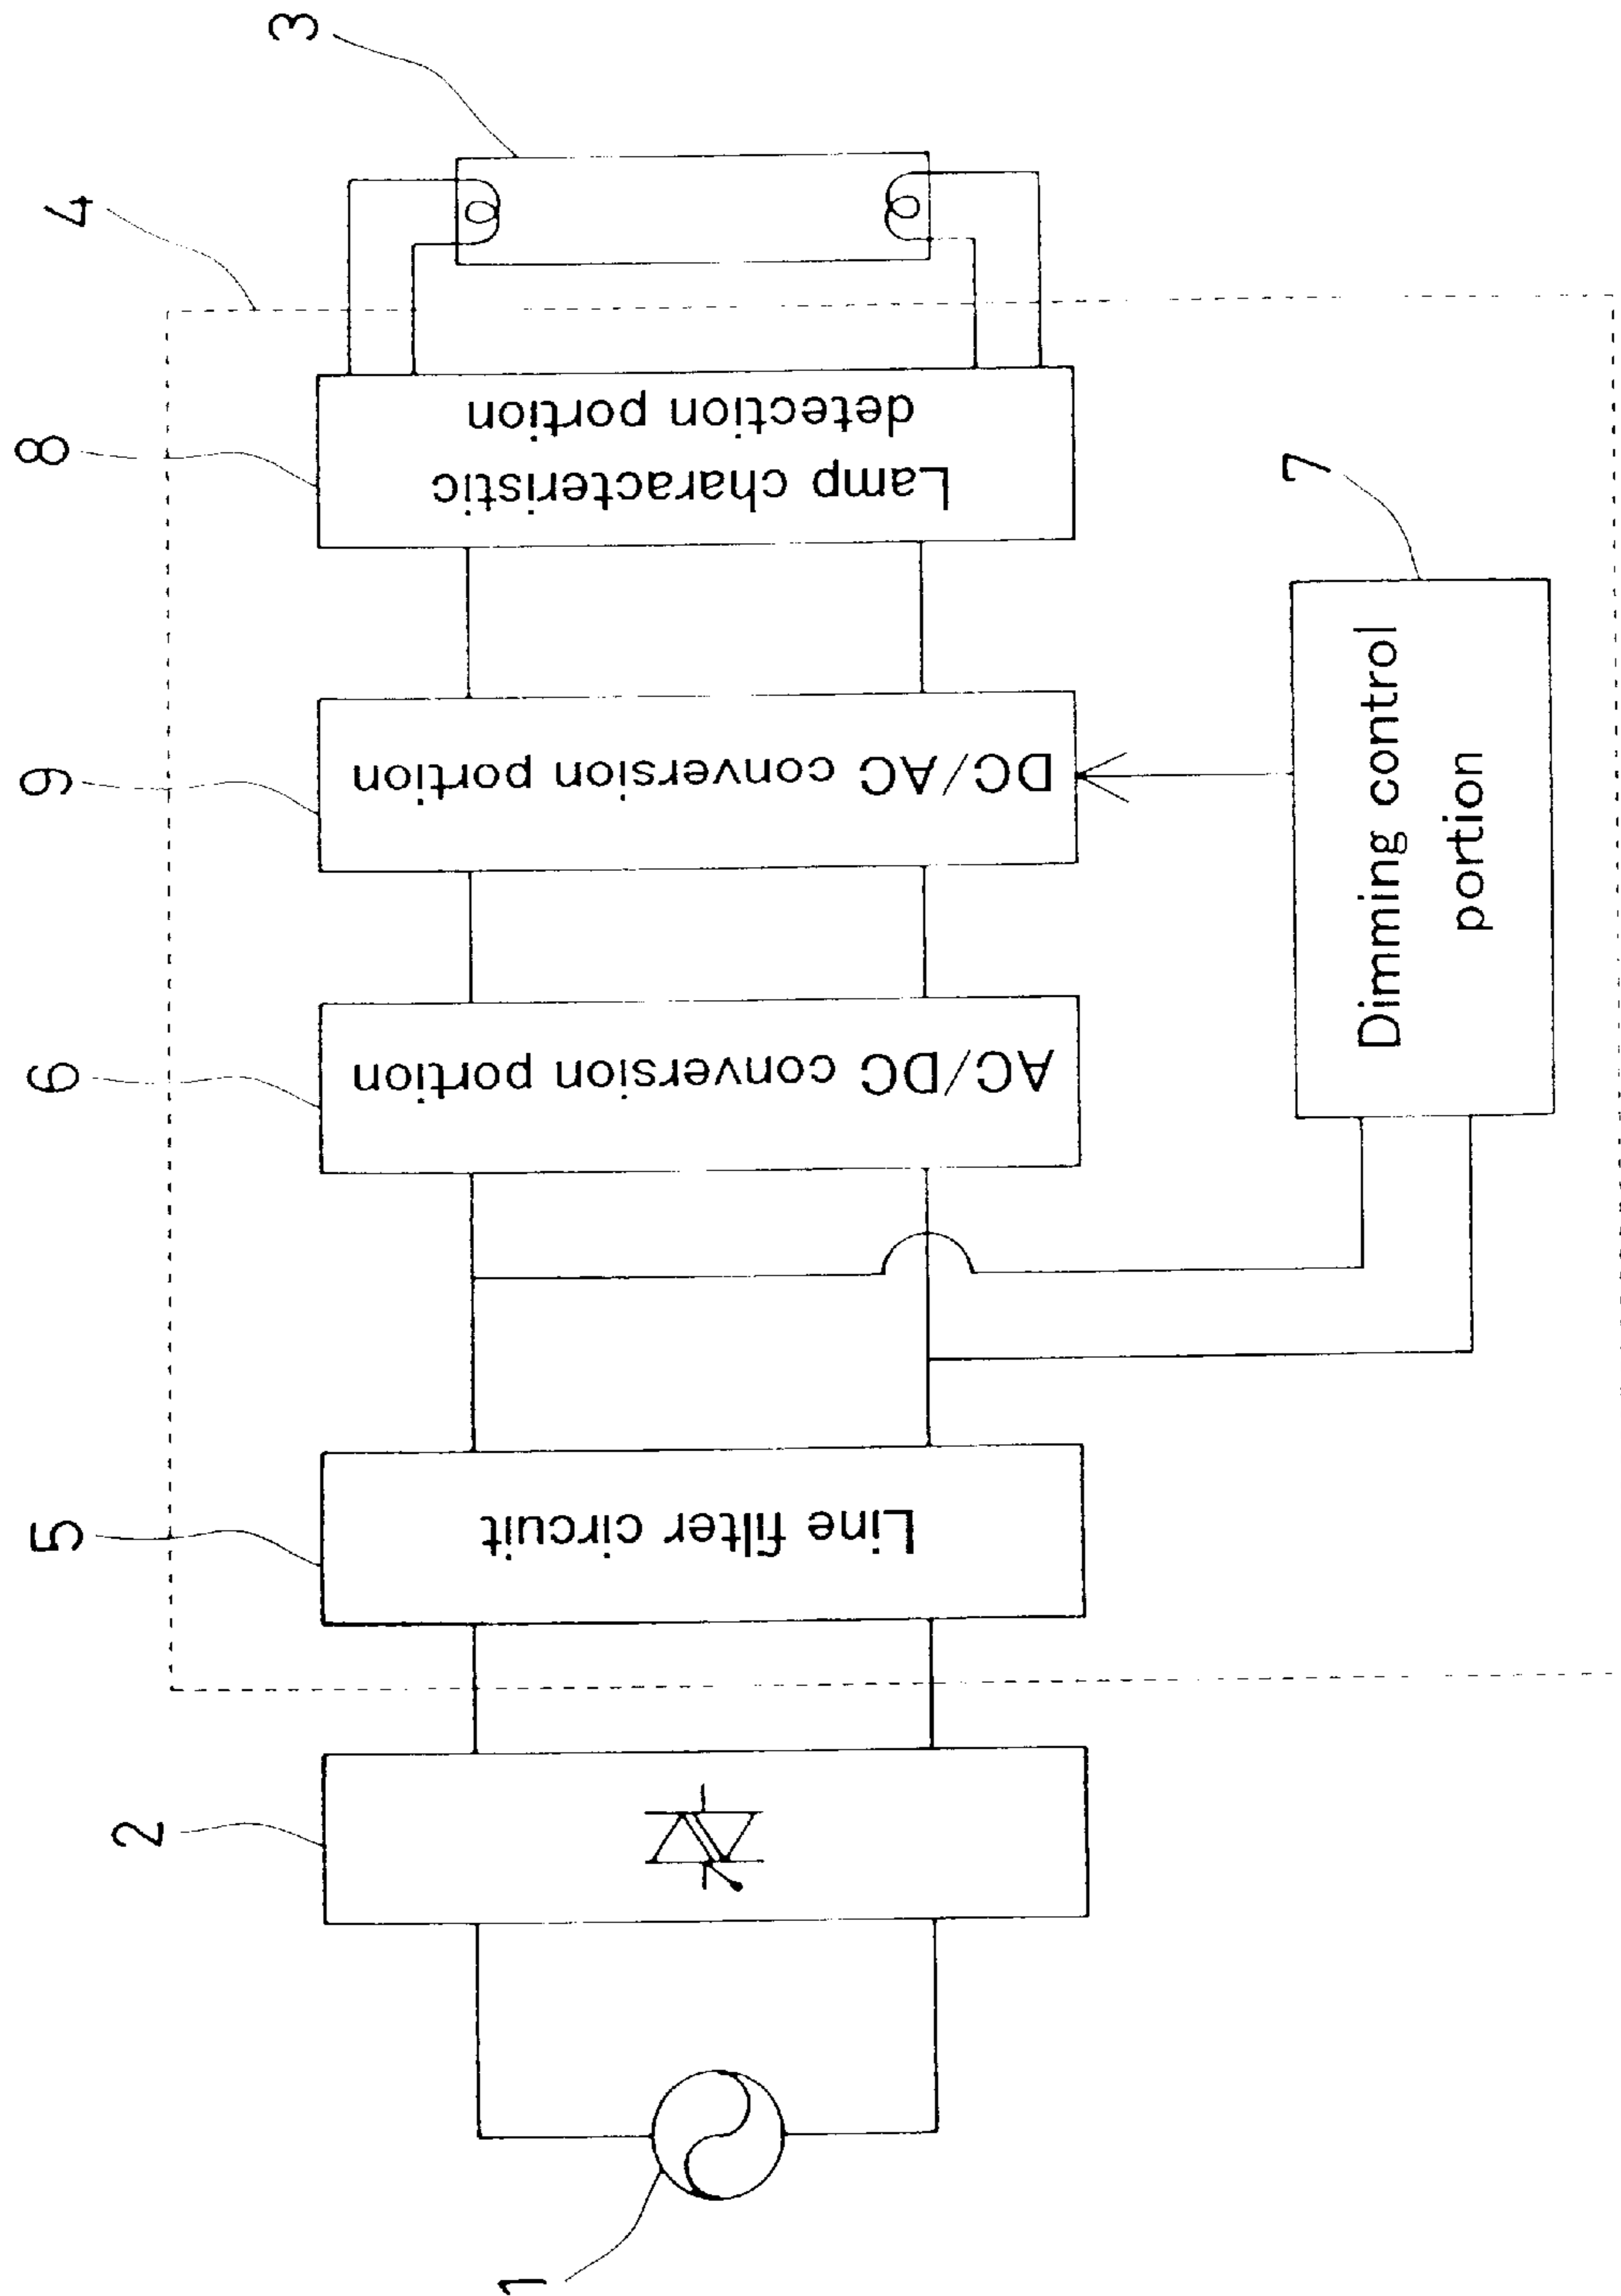 1
2
5
Line filter circuit
6
AC/DC conversion portion
9
DC/AC conversion portion
8
Lamp characteristic
detection portion
4
3
7
Dimming control
portion